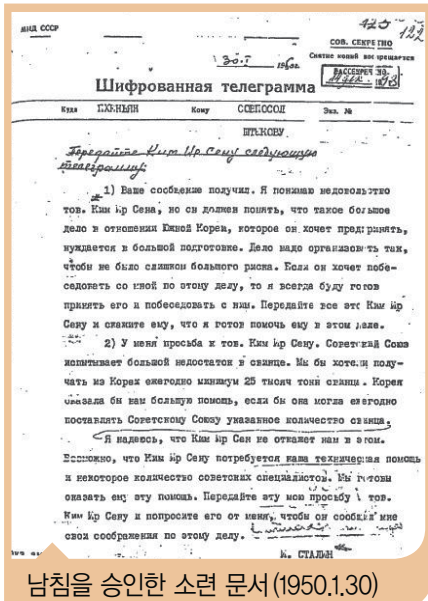 МИД СССР
122
СОВ. СЕКРЕТНО
Снятие копий воспрещается
30.I
Шифрованная телеграмма
Куда ПХЕНЬЯН Кому СОВПОСОЛ Экз. №
ШТЫКОВУ.
Передайте Ким Ир Сену следующую
телеграмму:
1) Ваше сообщение получил. Я понимаю недовольство
тов. Ким Ир Сена, но он должен понять, что такое большое
дело в отношении Южной Кореи, которое он хочет предпринять,
нуждается в большой подготовке. Дело надо организовать так,
чтобы не было слишком большого риска. Если он хочет побе-
седовать со мной по этому делу, то я всегда буду готов
принять его и побеседовать с ним. Передайте все это Ким Ир
Сену и скажите ему, что я готов помочь ему в этом деле.
2) У меня просьба к тов. Ким Ир Сену. Советский Союз
испытывает большой недостаток в свинце. Мы бы хотели полу-
чать из Кореи ежегодно минимум 25 тысяч тонн свинца. Корея
оказала бы нам большую помощь, если бы она могла ежегодно
поставлять Советскому Союзу указанное количество свинца.
Я надеюсь, что Ким Ир Сен не откажет нам в этом.
Возможно, что Ким Ир Сену потребуется наша техническая помощь
и некоторое количество советских специалистов. Мы готовы
оказать ему эту помощь. Передайте эту мою просьбу тов.
Ким Ир Сену и попросите его от меня, чтобы он сообщил мне
свои соображения по этому делу.
И. СТАЛИН
남침을 승인한 소련 문서(1950.1.30)